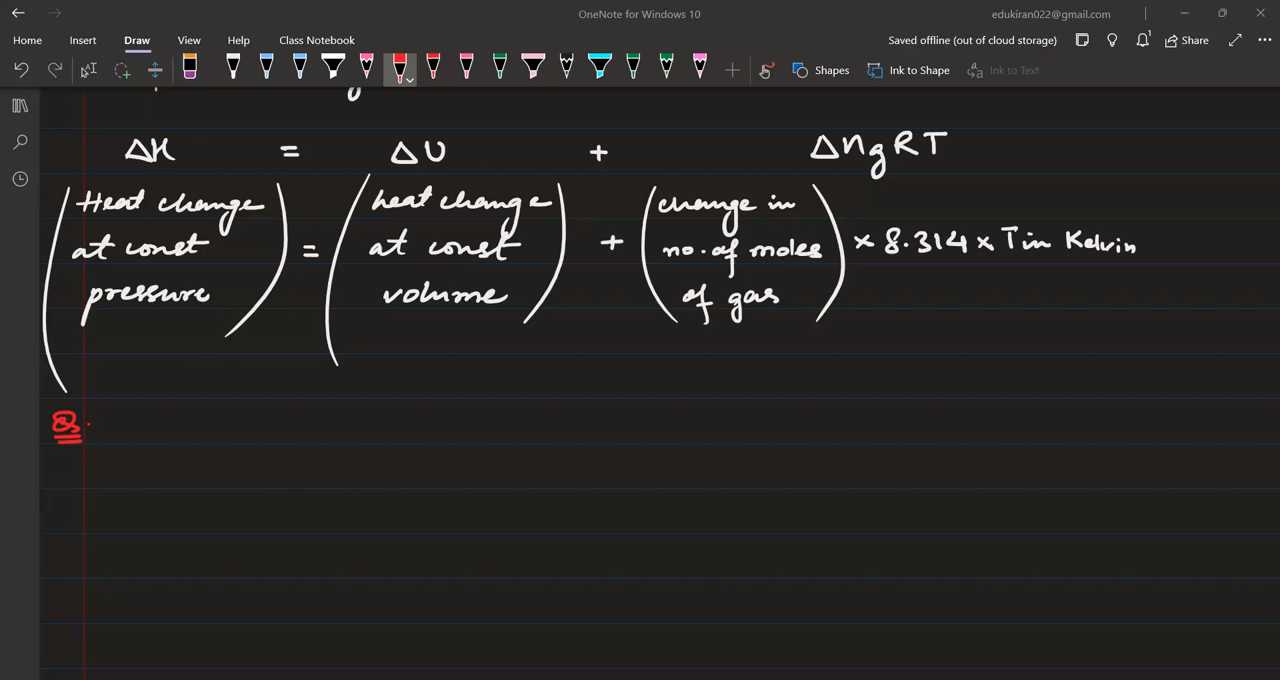 OneNote for Windows 10
edukiran022@gmail.com
Home Insert Draw View Help Class Notebook
Saved offline (out of cloud storage)
Share
Shapes
Ink to Shape
Ink to Text
ΔH = ΔU + ΔngRT
(Heat change at const pressure) = (heat change at const volume) + (change in no. of moles of gas) × 8.314 × T in Kelvin
Q.